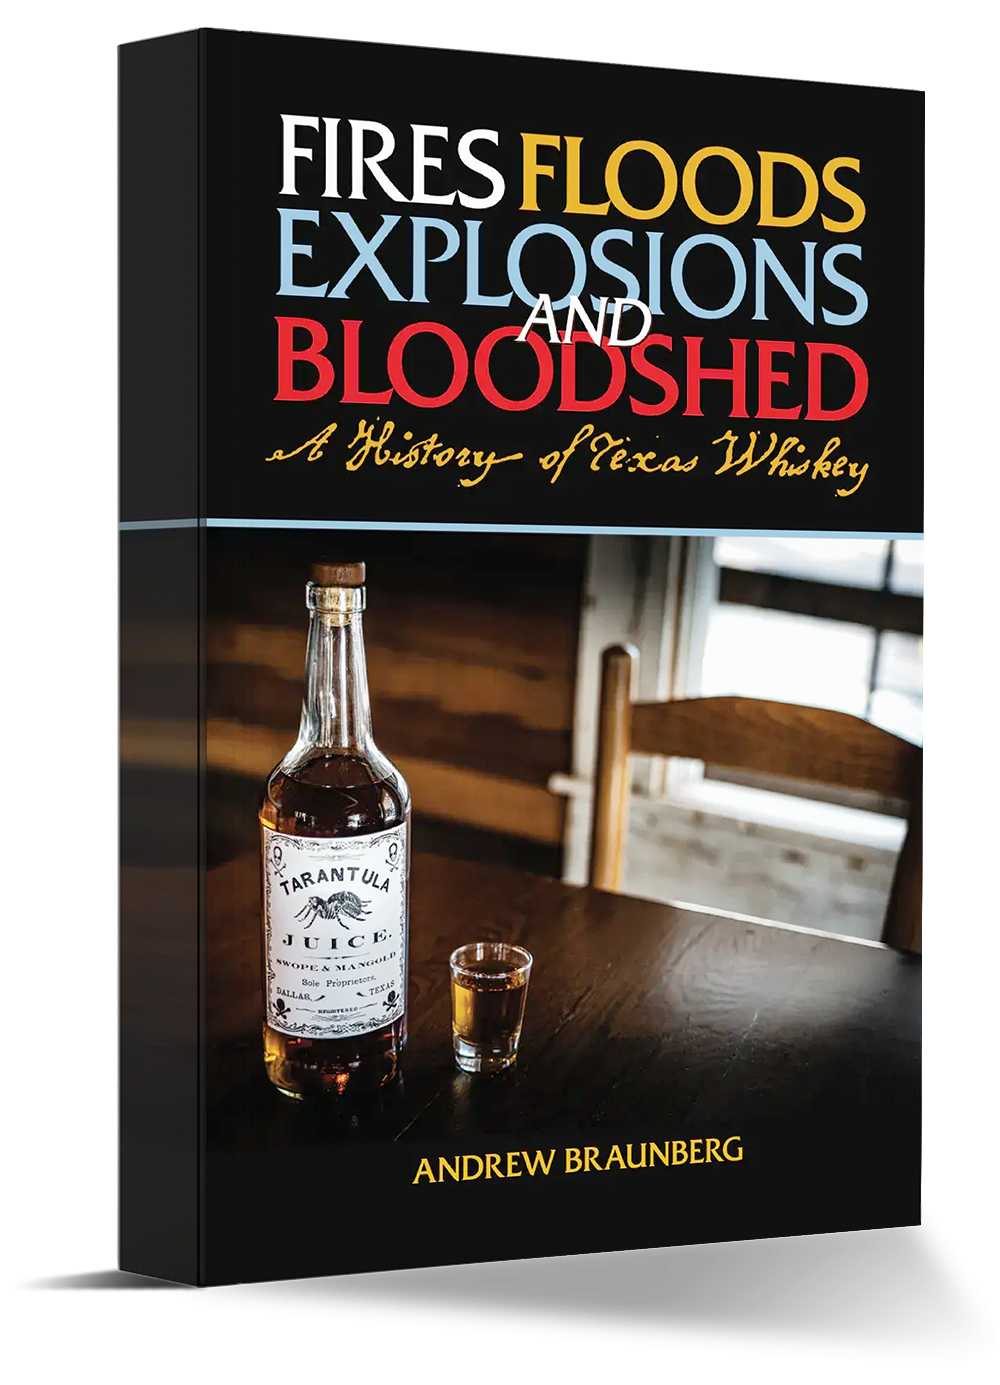 FIRES FLOODS
EXPLOSIONS
AND
BLOODSHED
A History of Texas Whiskey
TARANTULA
JUICE.
SWOPE & MANGOLD
Sole Proprietors,
DALLAS, TEXAS
REGISTERED
ANDREW BRAUNBERG